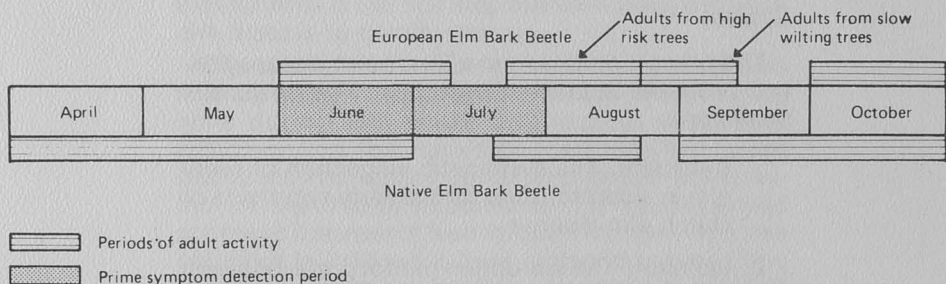 Adults from high
risk trees
Adults from slow
wilting trees
European Elm Bark Beetle
April May June July August September October
Native Elm Bark Beetle
Periods of adult activity
Prime symptom detection period